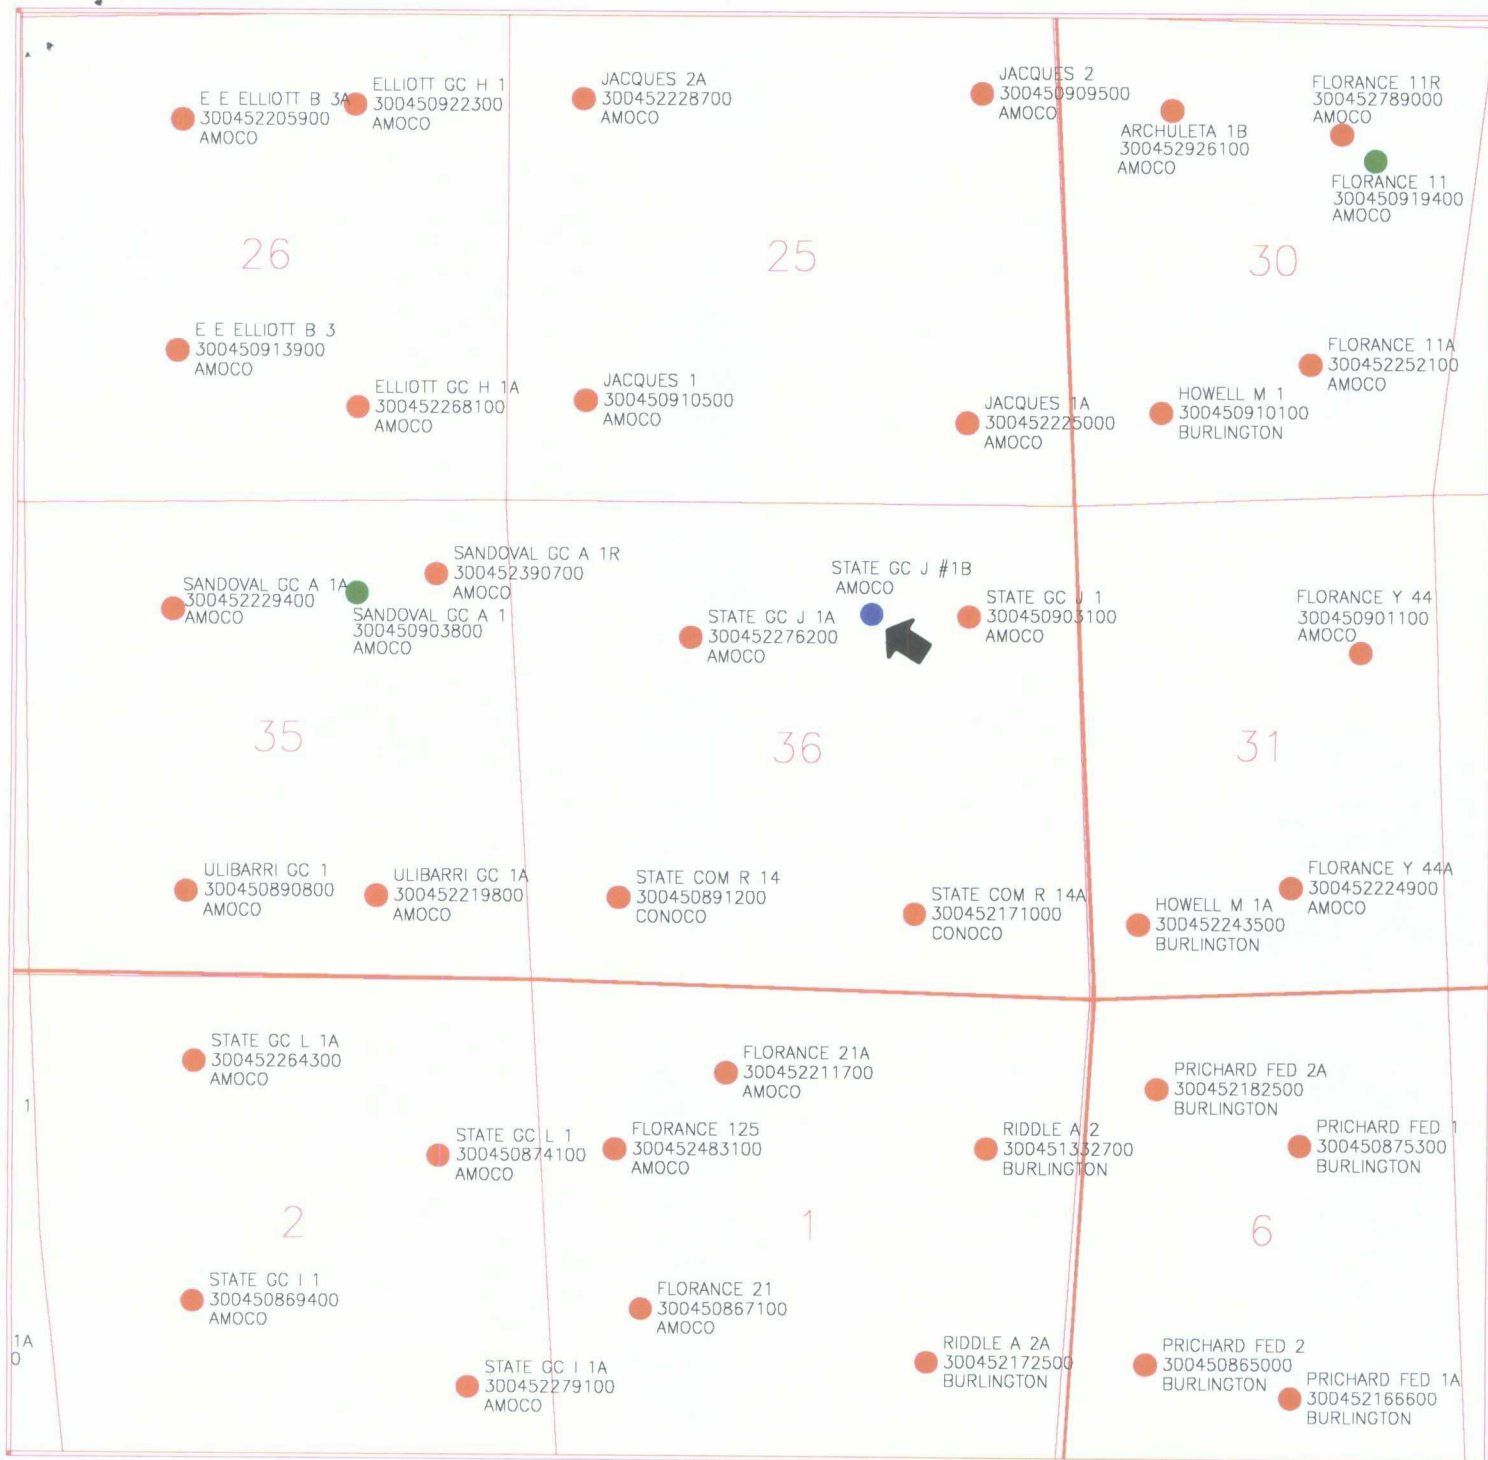 E E ELLIOTT B 3A
300452205900
AMOCO
ELLIOTT GC H 1
300450922300
AMOCO
JACQUES 2A
300452228700
AMOCO
JACQUES 2
300450909500
AMOCO
ARCHULETA 1B
300452926100
AMOCO
FLORANCE 11R
300452789000
AMOCO
FLORANCE 11
300450919400
AMOCO
26
25
30
E E ELLIOTT B 3
300450913900
AMOCO
ELLIOTT GC H 1A
300452268100
AMOCO
JACQUES 1
300450910500
AMOCO
JACQUES 1A
300452225000
AMOCO
HOWELL M 1
300450910100
BURLINGTON
FLORANCE 11A
300452252100
AMOCO
SANDOVAL GC A 1A
300452229400
AMOCO
SANDOVAL GC A 1R
300452390700
AMOCO
SANDOVAL GC A 1
300450903800
AMOCO
STATE GC J 1A
300452276200
AMOCO
STATE GC J #1B
AMOCO
STATE GC J 1
300450903100
AMOCO
FLORANCE Y 44
300450901100
AMOCO
35
36
31
ULIBARRI GC 1
300450890800
AMOCO
ULIBARRI GC 1A
300452219800
AMOCO
STATE COM R 14
300450891200
CONOCO
STATE COM R 14A
300452171000
CONOCO
HOWELL M 1A
300452243500
BURLINGTON
FLORANCE Y 44A
300452224900
AMOCO
STATE GC L 1A
300452264300
AMOCO
1
STATE GC L 1
300450874100
AMOCO
FLORANCE 21A
300452211700
AMOCO
FLORANCE 125
300452483100
AMOCO
RIDDLE A 2
300451332700
BURLINGTON
PRICHARD FED 2A
300452182500
BURLINGTON
PRICHARD FED 1
300450875300
BURLINGTON
2
1
6
STATE GC I 1
300450869400
AMOCO
1A
0
STATE GC I 1A
300452279100
AMOCO
FLORANCE 21
300450867100
AMOCO
RIDDLE A 2A
300452172500
BURLINGTON
PRICHARD FED 2
300450865000
BURLINGTON
PRICHARD FED 1A
300452166600
BURLINGTON